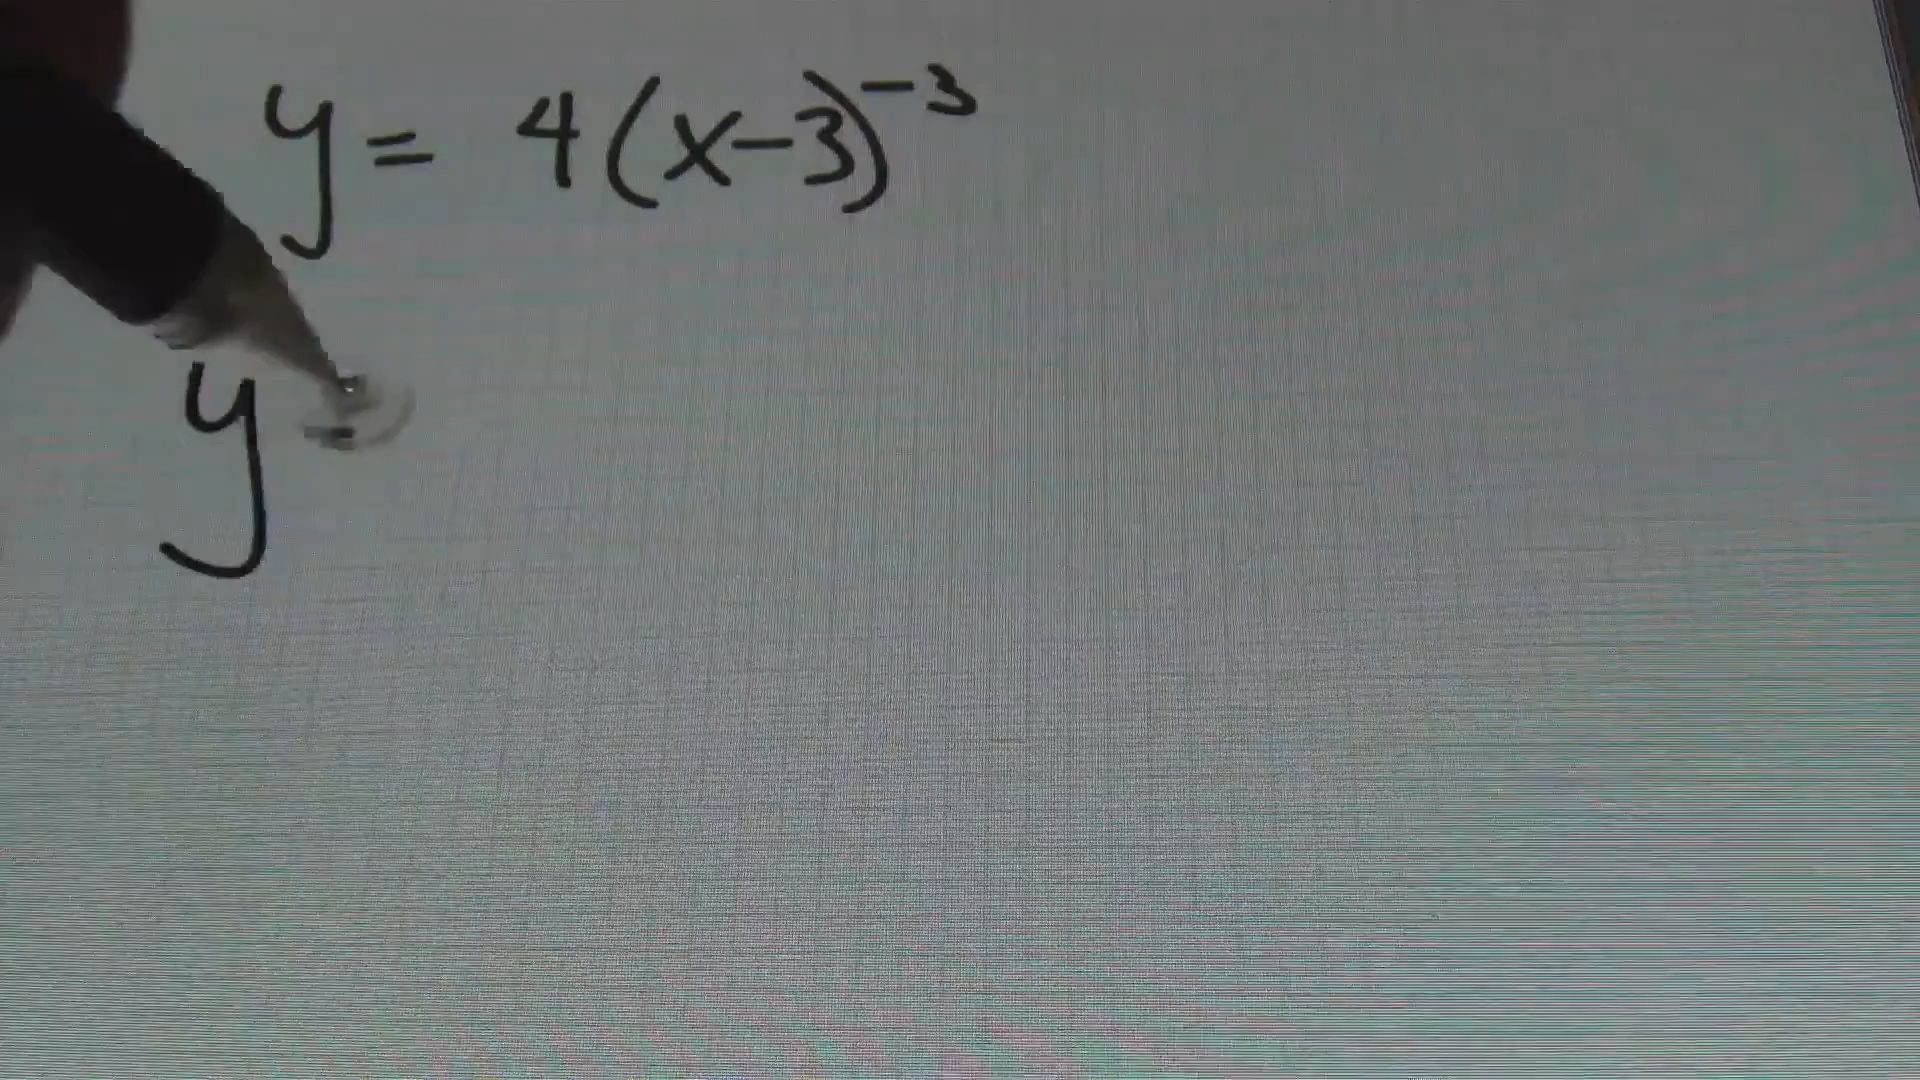 y = 4(x-3)^{-3}
y